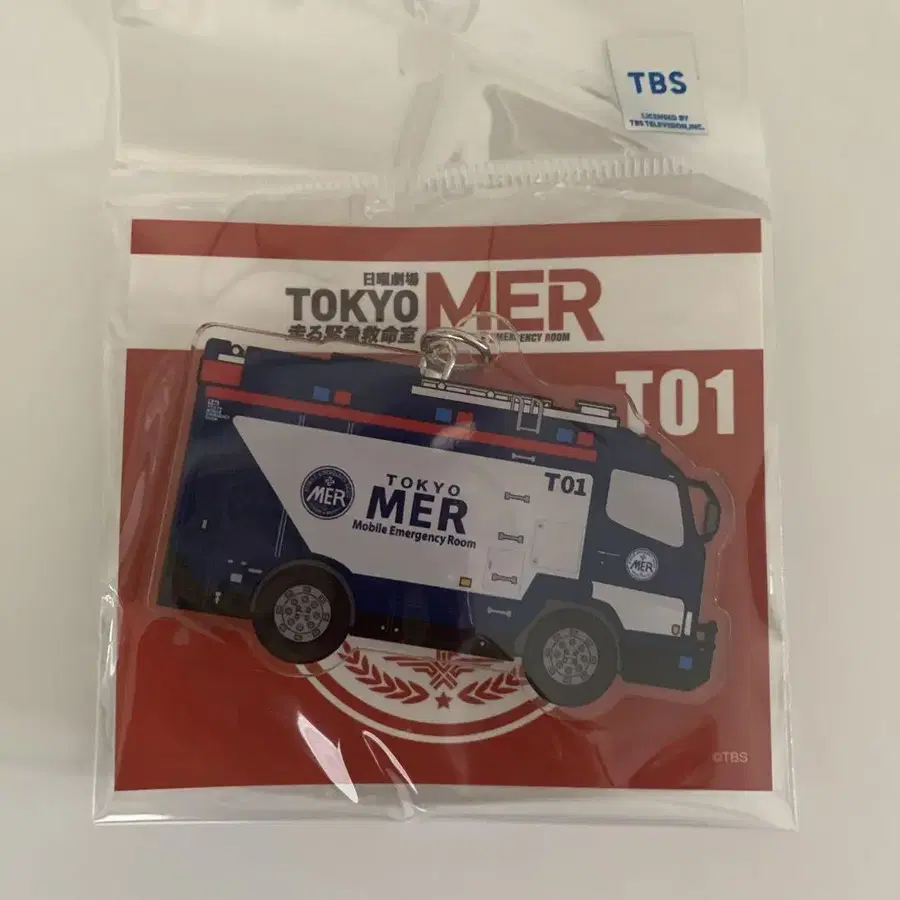 TBS
LICENSED BY
TBS TELEVISION, INC.
日曜劇場
TOKYO MER
走る緊急救命室
EMERGENCY ROOM
T01
TOKYO
MER
Mobile Emergency Room
T01
MER
MER
©TBS